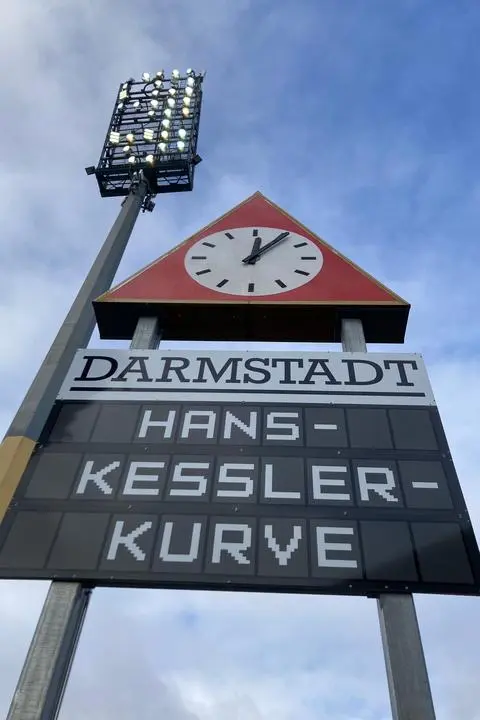 DARMSTADT
HANS-
KESSLER-
KURVE